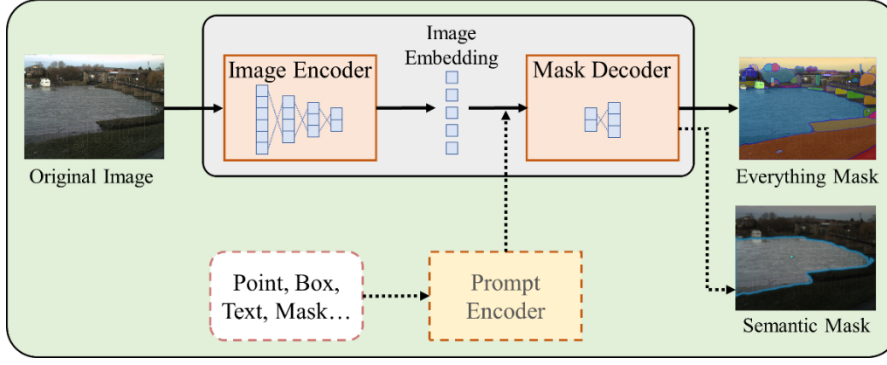 Image
Embedding
Image Encoder
Mask Decoder
Original Image
Everything Mask
Point, Box,
Text, Mask...
Prompt
Encoder
Semantic Mask